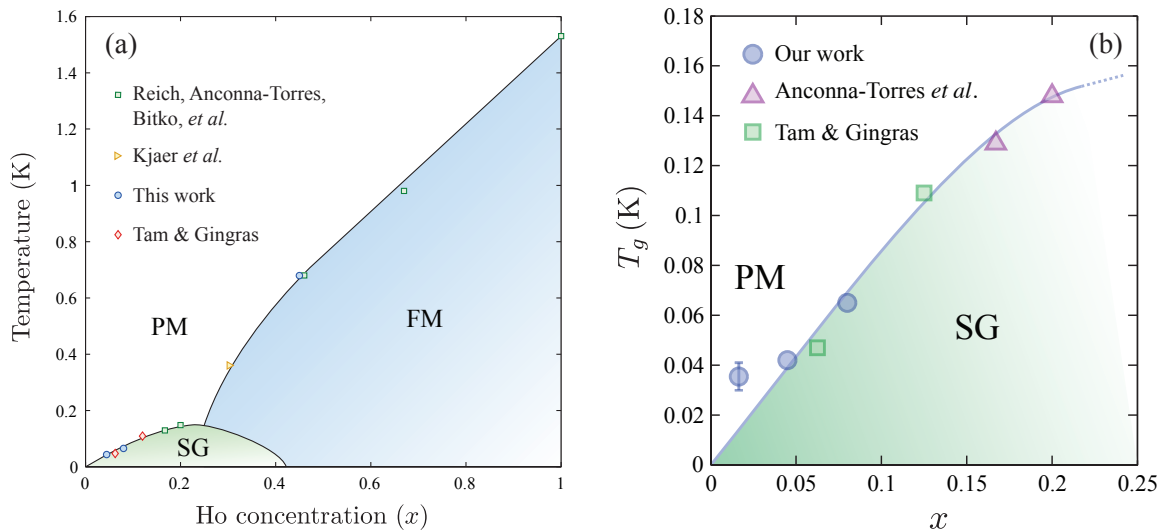 (a)
1.6
1.4
1.2
1
0.8
0.6
0.4
0.2
0
Temperature (K)
Reich, Anconna-Torres,
Bitko, et al.
Kjaer et al.
This work
Tam & Gingras
PM
FM
SG
0
0.2
0.4
0.6
0.8
1
Ho concentration (x)
(b)
0.18
0.16
0.14
0.12
0.1
0.08
0.06
0.04
0.02
0
T_g (K)
Our work
Anconna-Torres et al.
Tam & Gingras
PM
SG
0
0.05
0.1
0.15
0.2
0.25
x